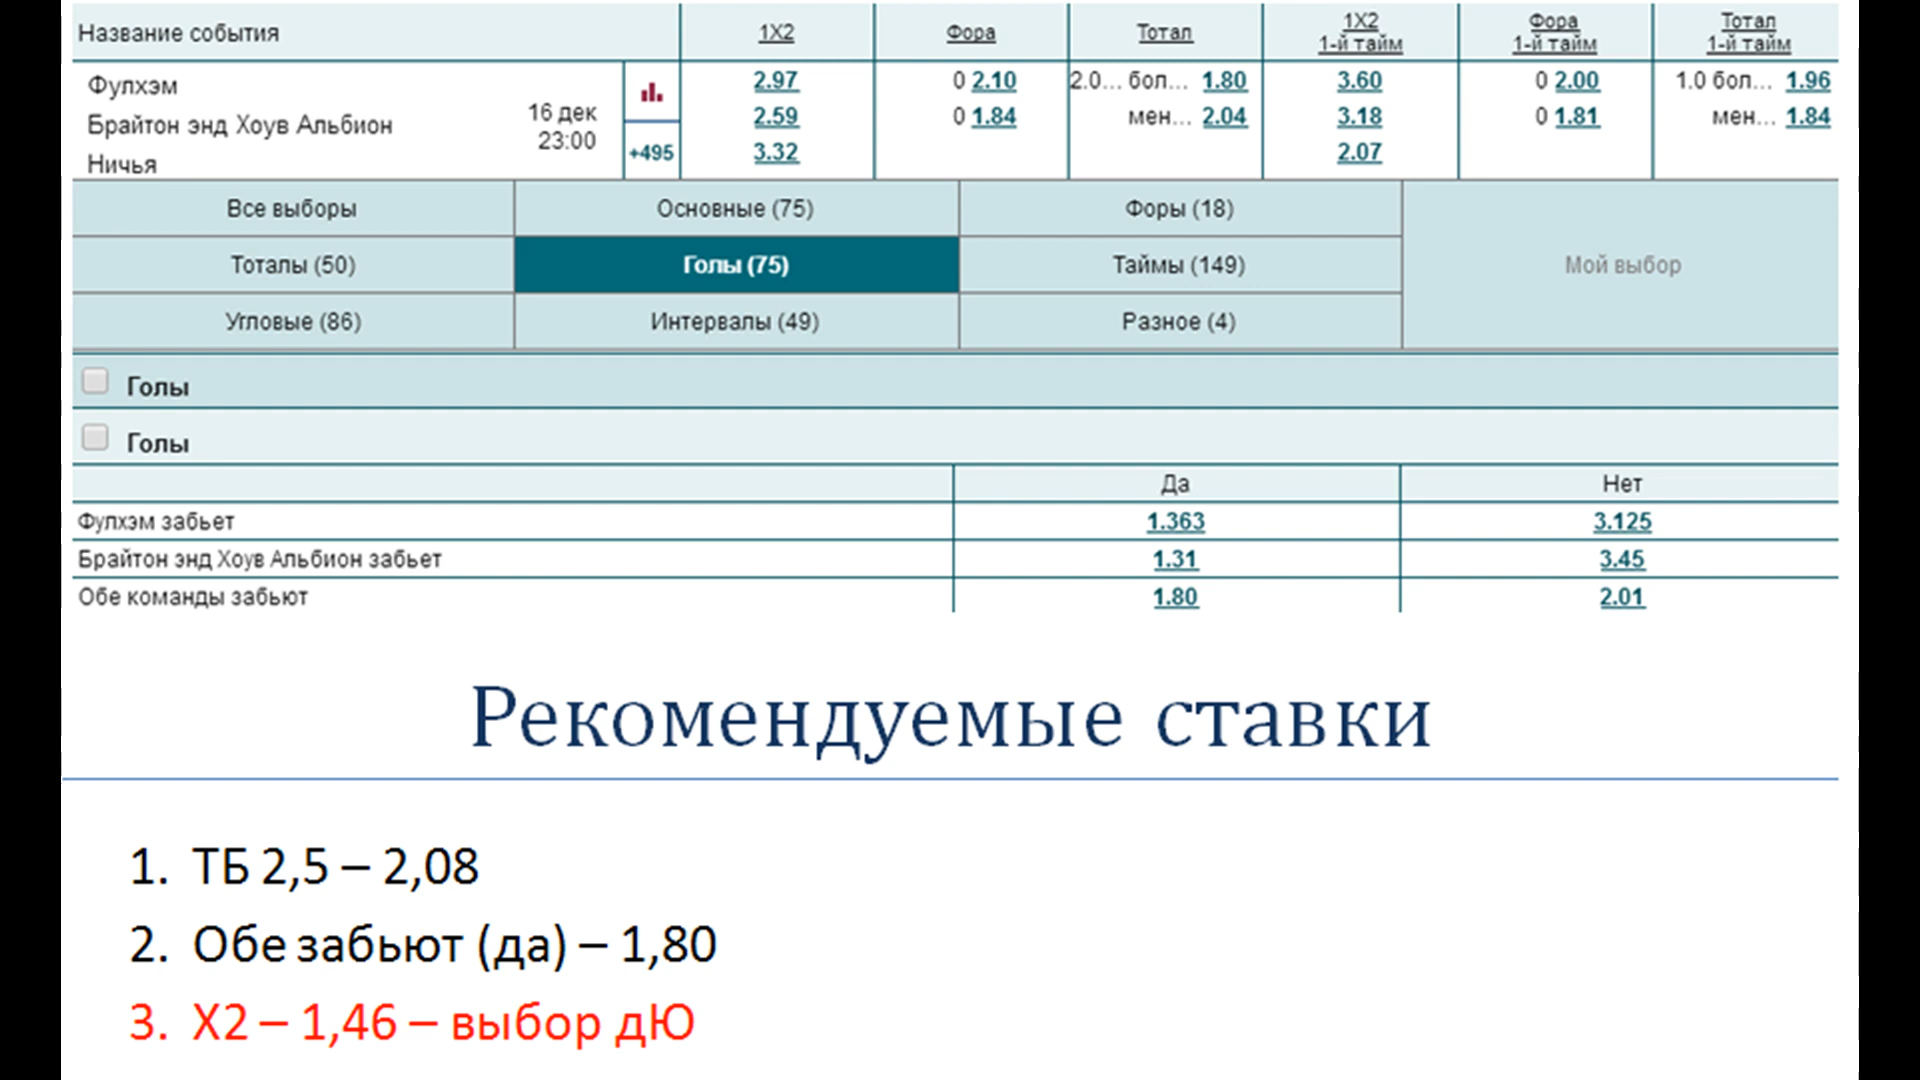 Название события 1X2 Фора Тотал 1X2 1-й тайм Фора 1-й тайм Тотал 1-й тайм
Фулхэм 2.97 0 2.10 2.0... бол... 1.80 3.60 0 2.00 1.0 бол... 1.96
Брайтон энд Хоув Альбион 16 дек 23:00 2.59 0 1.84 мен... 2.04 3.18 0 1.81 мен... 1.84
Ничья +495 3.32 2.07
Все выборы Основные (75) Форы (18)
Тоталы (50) Голы (75) Таймы (149) Мой выбор
Угловые (86) Интервалы (49) Разное (4)
Голы
Голы
Да Нет
Фулхэм забьет 1.363 3.125
Брайтон энд Хоув Альбион забьет 1.31 3.45
Обе команды забьют 1.80 2.01
Рекомендуемые ставки
1. ТБ 2,5 – 2,08
2. Обе забьют (да) – 1,80
3. Х2 – 1,46 – выбор дЮ